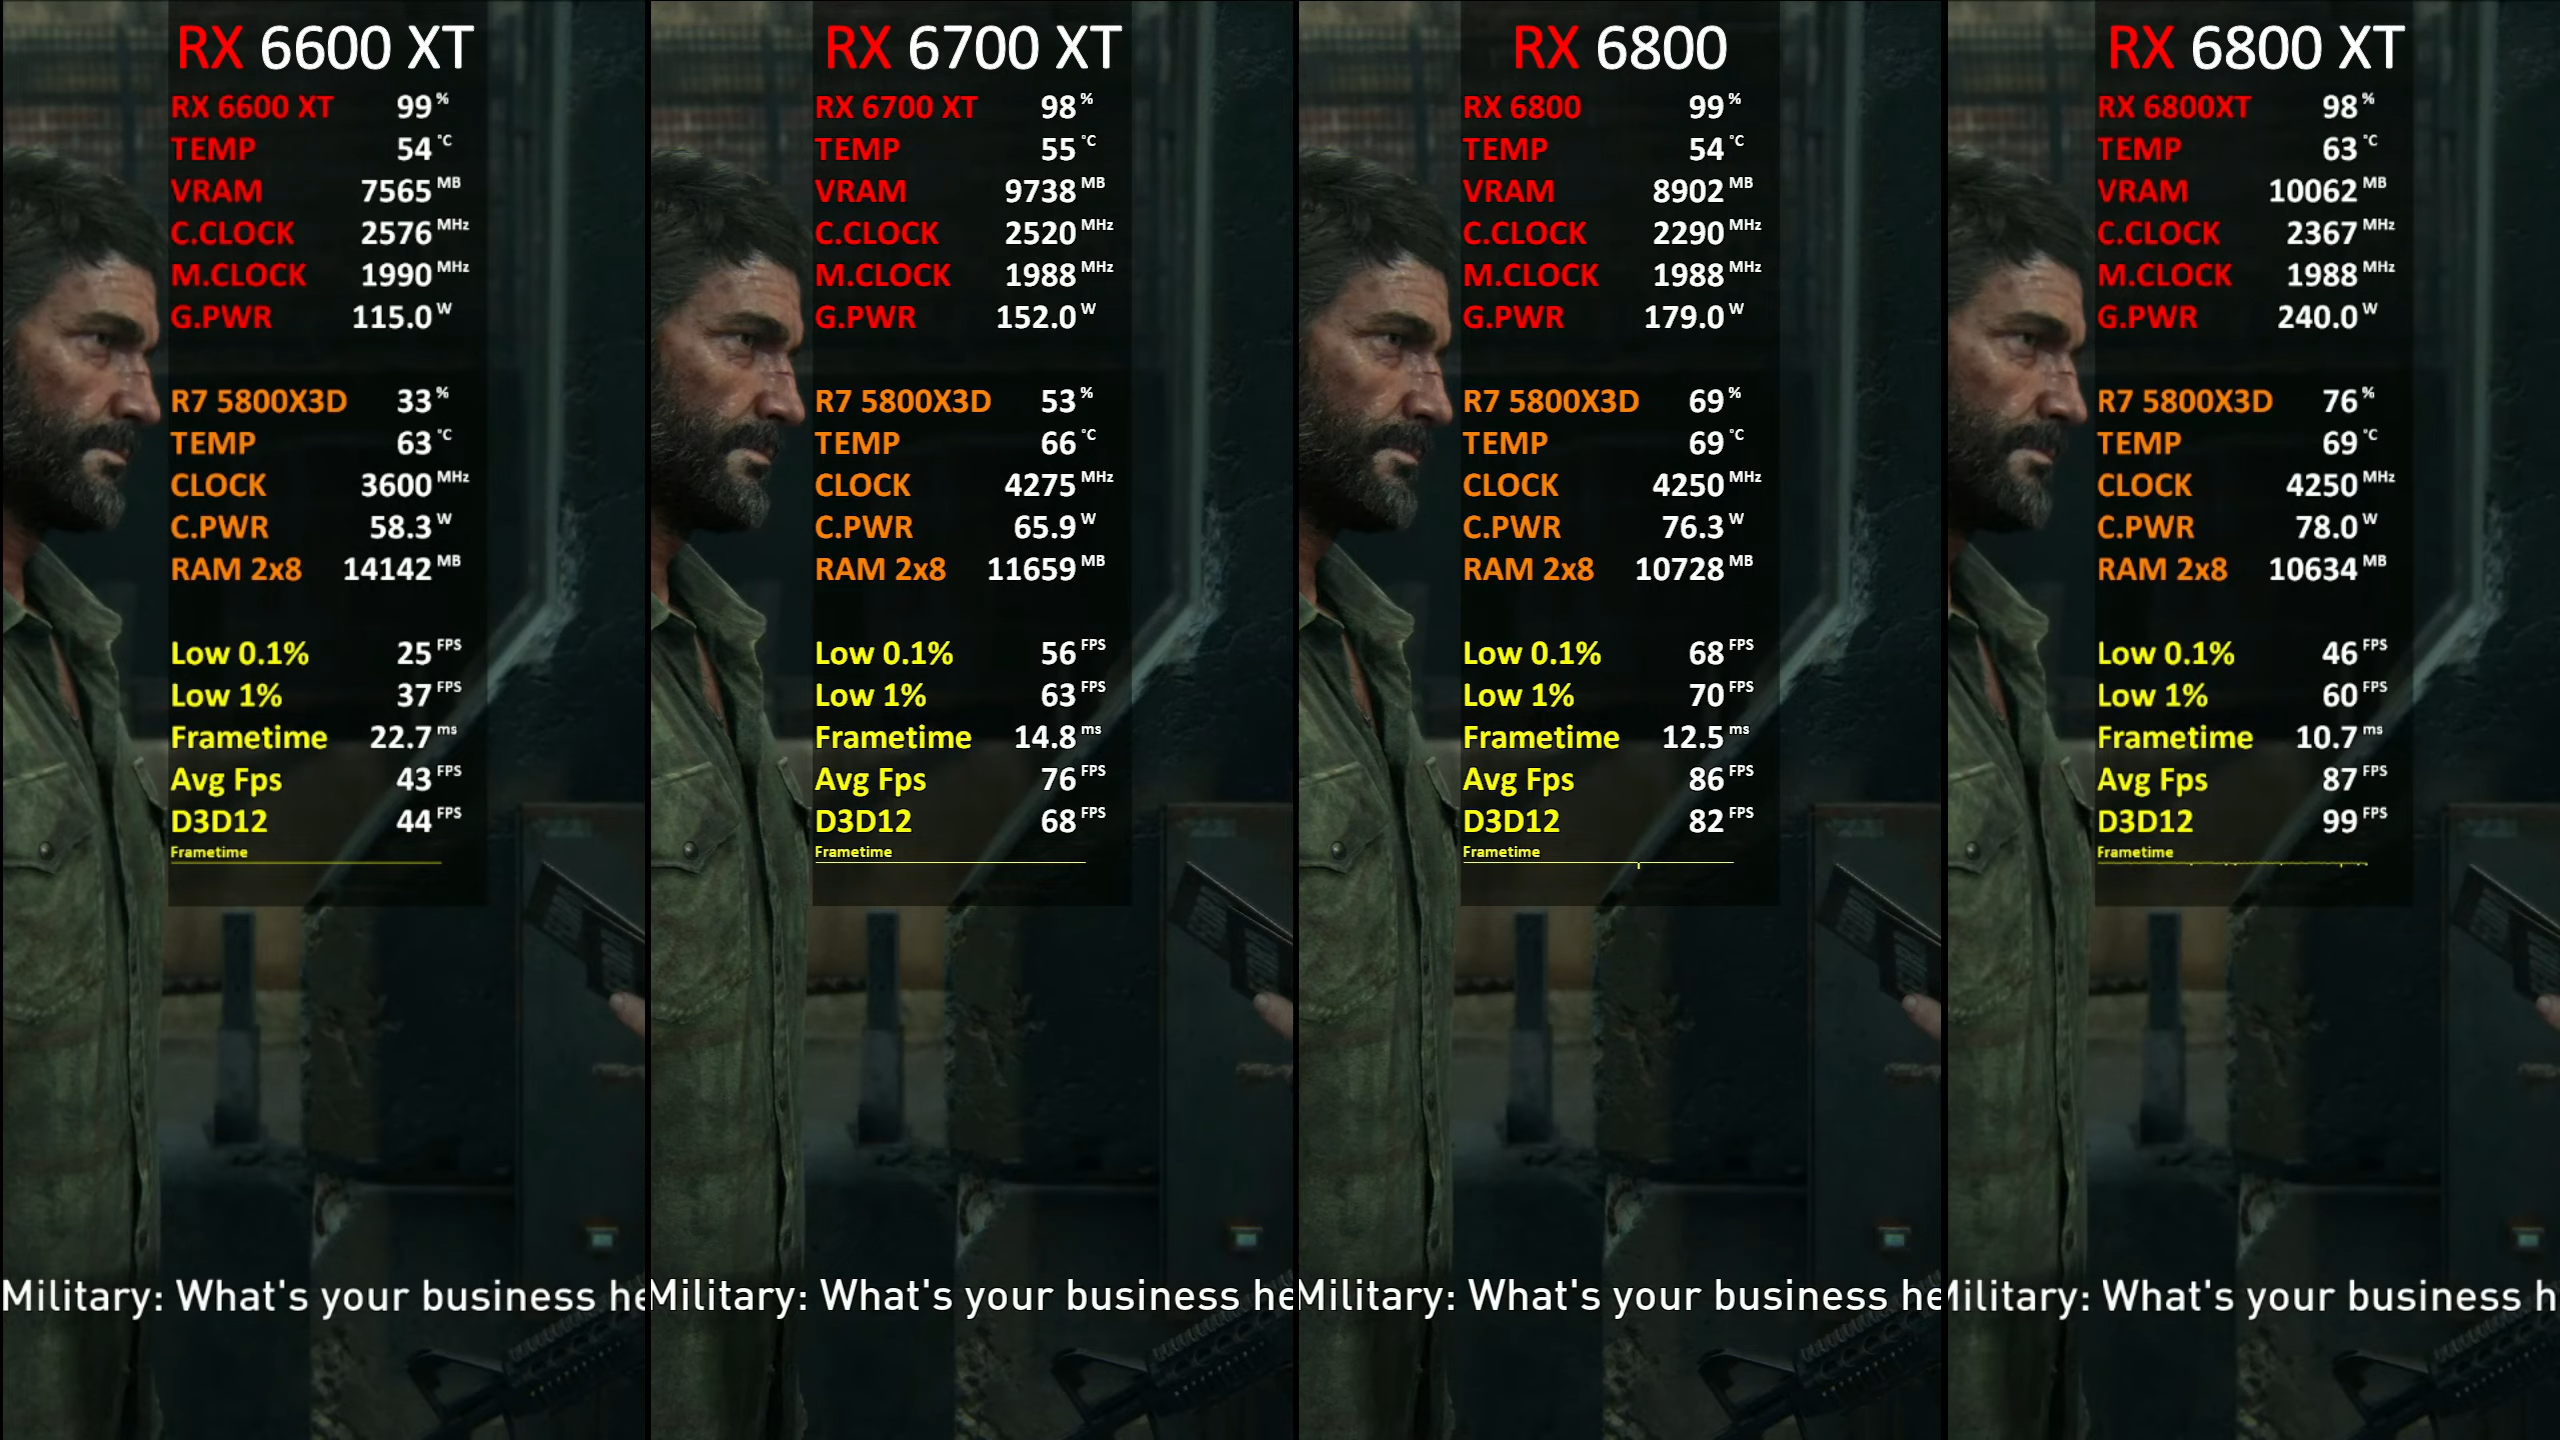 RX 6600 XT
RX 6600 XT 99 %
TEMP 54 °C
VRAM 7565 MB
C.CLOCK 2576 MHz
M.CLOCK 1990 MHz
G.PWR 115.0 W
R7 5800X3D 33 %
TEMP 63 °C
CLOCK 3600 MHz
C.PWR 58.3 W
RAM 2x8 14142 MB
Low 0.1% 25 FPS
Low 1% 37 FPS
Frametime 22.7 ms
Avg Fps 43 FPS
D3D12 44 FPS
Frametime
Military: What's your business he
RX 6700 XT
RX 6700 XT 98 %
TEMP 55 °C
VRAM 9738 MB
C.CLOCK 2520 MHz
M.CLOCK 1988 MHz
G.PWR 152.0 W
R7 5800X3D 53 %
TEMP 66 °C
CLOCK 4275 MHz
C.PWR 65.9 W
RAM 2x8 11659 MB
Low 0.1% 56 FPS
Low 1% 63 FPS
Frametime 14.8 ms
Avg Fps 76 FPS
D3D12 68 FPS
Frametime
Military: What's your business he
RX 6800
RX 6800 99 %
TEMP 54 °C
VRAM 8902 MB
C.CLOCK 2290 MHz
M.CLOCK 1988 MHz
G.PWR 179.0 W
R7 5800X3D 69 %
TEMP 69 °C
CLOCK 4250 MHz
C.PWR 76.3 W
RAM 2x8 10728 MB
Low 0.1% 68 FPS
Low 1% 70 FPS
Frametime 12.5 ms
Avg Fps 86 FPS
D3D12 82 FPS
Frametime
Military: What's your business he
RX 6800 XT
RX 6800XT 98 %
TEMP 63 °C
VRAM 10062 MB
C.CLOCK 2367 MHz
M.CLOCK 1988 MHz
G.PWR 240.0 W
R7 5800X3D 76 %
TEMP 69 °C
CLOCK 4250 MHz
C.PWR 78.0 W
RAM 2x8 10634 MB
Low 0.1% 46 FPS
Low 1% 60 FPS
Frametime 10.7 ms
Avg Fps 87 FPS
D3D12 99 FPS
Frametime
Military: What's your business h